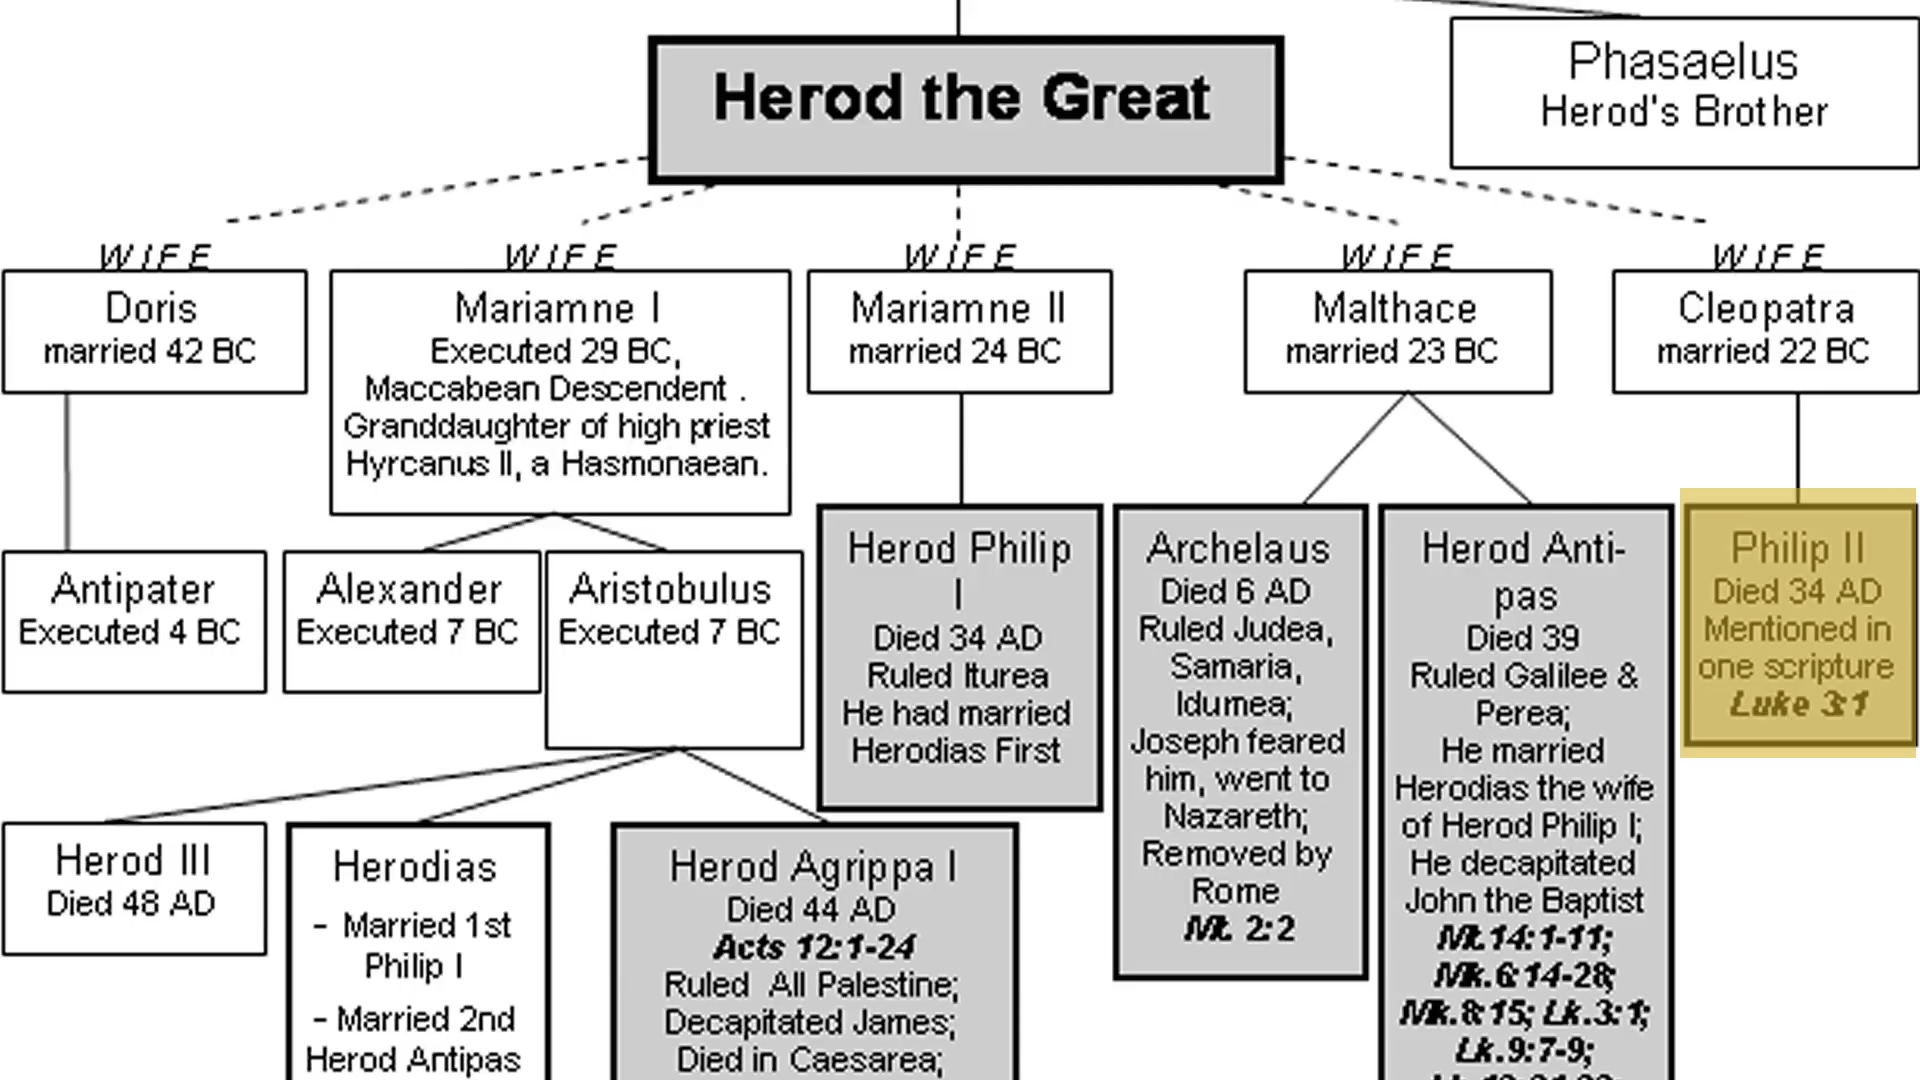 Herod the Great
Phasaelus
Herod's Brother
WIFE
Doris
married 42 BC
WIFE
Mariamne I
Executed 29 BC,
Maccabean Descendent .
Granddaughter of high priest
Hyrcanus II, a Hasmonaean.
WIFE
Mariamne II
married 24 BC
WIFE
Malthace
married 23 BC
WIFE
Cleopatra
married 22 BC
Antipater
Executed 4 BC
Alexander
Executed 7 BC
Aristobulus
Executed 7 BC
Herod Philip
I
Died 34 AD
Ruled Iturea
He had married
Herodias First
Archelaus
Died 6 AD
Ruled Judea,
Samaria,
Idumea;
Joseph feared
him, went to
Nazareth;
Removed by
Rome
Mt. 2:2
Herod Anti-
pas
Died 39
Ruled Galilee &
Perea;
He married
Herodias the wife
of Herod Philip I;
He decapitated
John the Baptist
Mt.14:1-11;
Mk.6:14-28;
Mk.8:15; Lk.3:1;
Lk.9:7-9;
Philip II
Died 34 AD
Mentioned in
one scripture
Luke 3:1
Herod III
Died 48 AD
Herodias
- Married 1st
Philip I
- Married 2nd
Herod Antipas
Herod Agrippa I
Died 44 AD
Acts 12:1-24
Ruled All Palestine;
Decapitated James;
Died in Caesarea;